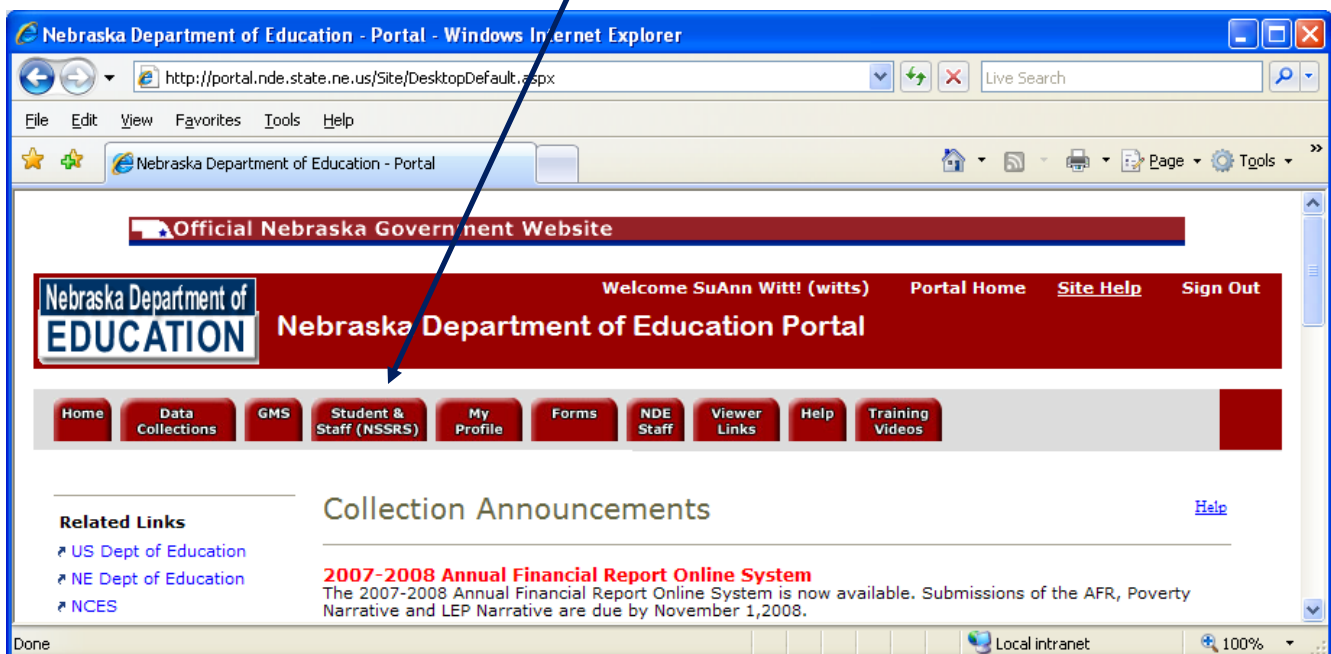 Nebraska Department of Education - Portal - Windows Internet Explorer
http://portal.nde.state.ne.us/Site/DesktopDefault.aspx
Live Search
File Edit View Favorites Tools Help
Nebraska Department of Education - Portal
Page Tools »
Official Nebraska Government Website
Nebraska Department of
EDUCATION
Welcome SuAnn Witt! (witts) Portal Home Site Help Sign Out
Nebraska Department of Education Portal
Home
Data
Collections
GMS
Student &
Staff (NSSRS)
My
Profile
Forms
NDE
Staff
Viewer
Links
Help
Training
Videos
Related Links
US Dept of Education
NE Dept of Education
NCES
Collection Announcements
Help
2007-2008 Annual Financial Report Online System
The 2007-2008 Annual Financial Report Online System is now available. Submissions of the AFR, Poverty
Narrative and LEP Narrative are due by November 1,2008.
Done
Local intranet
100%